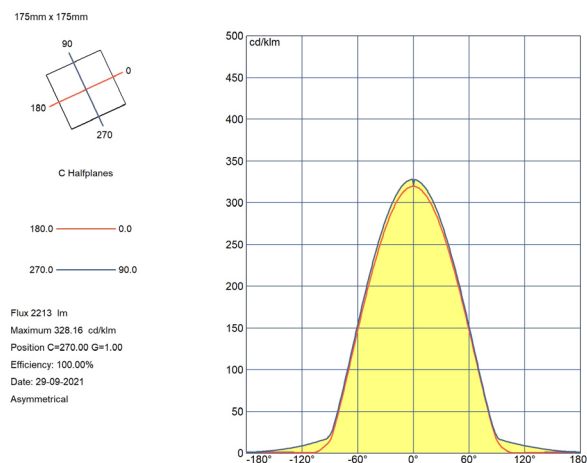 175mm x 175mm
90
0
180
270
C Halfplanes
180.0 0.0
270.0 90.0
Flux 2213 lm
Maximum 328.16 cd/klm
Position C=270.00 G=1.00
Efficiency: 100.00%
Date: 29-09-2021
Asymmetrical
500
cd/klm
450
400
350
300
250
200
150
100
50
0
-180° -120° -60° 0° 60° 120° 180